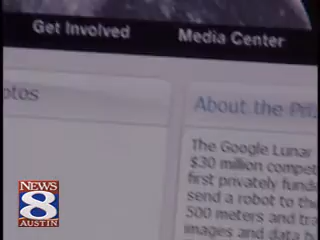 Get Involved
Media Center
otos
About the Pri
The Google Lunar
$30 million compet
first privately fund
send a robot to the
500 meters and tra
images and data b
NEWS
8
AUSTIN